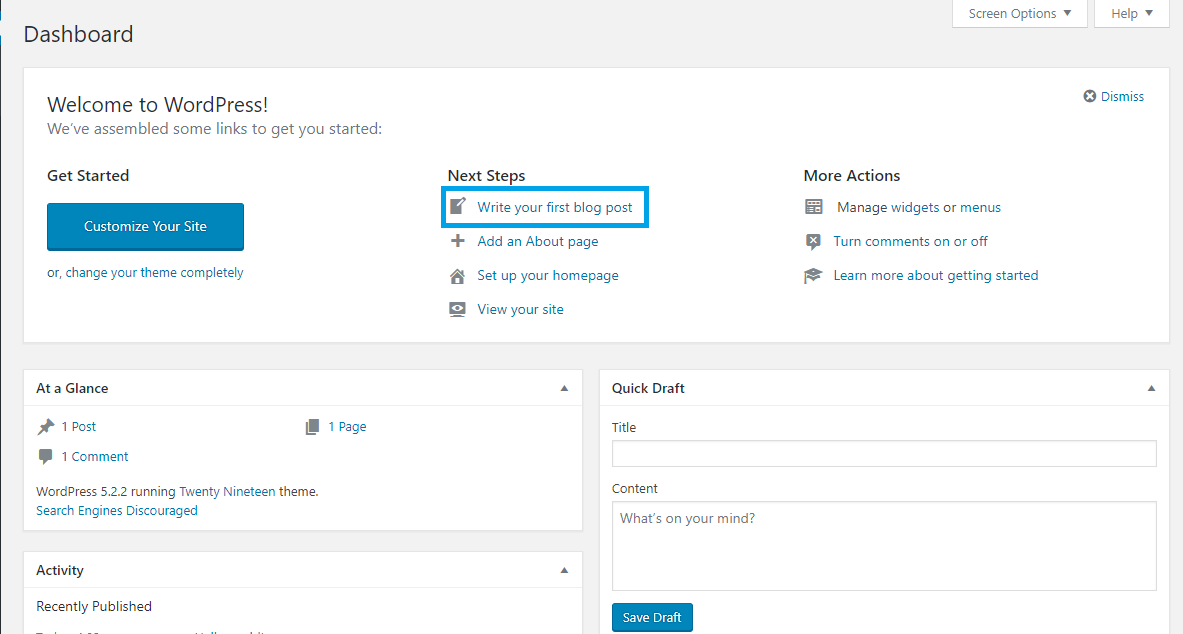 Screen Options
Help
Dashboard
Welcome to WordPress!
We've assembled some links to get you started:
Dismiss
Get Started
Customize Your Site
or, change your theme completely
Next Steps
Write your first blog post
Add an About page
Set up your homepage
View your site
More Actions
Manage widgets or menus
Turn comments on or off
Learn more about getting started
At a Glance
1 Post
1 Page
1 Comment
WordPress 5.2.2 running Twenty Nineteen theme.
Search Engines Discouraged
Activity
Recently Published
Quick Draft
Title
Content
What's on your mind?
Save Draft